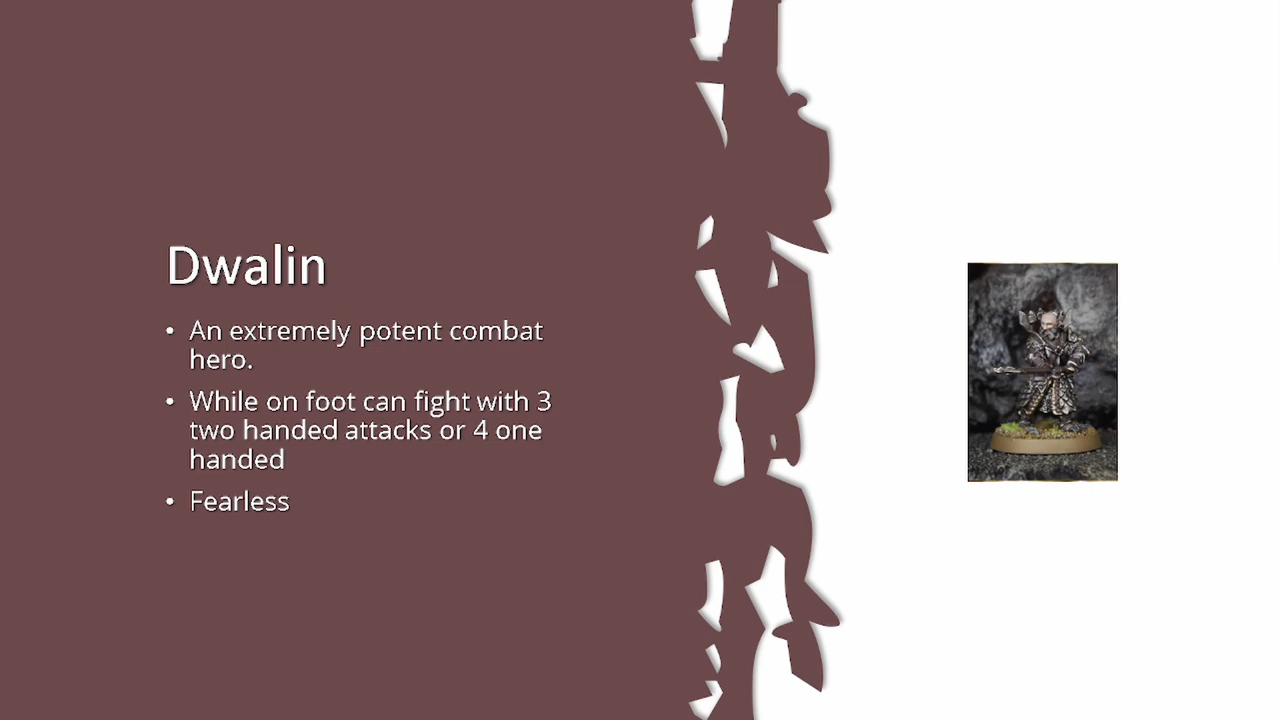 Dwalin
• An extremely potent combat
hero.
• While on foot can fight with 3
two handed attacks or 4 one
handed
• Fearless